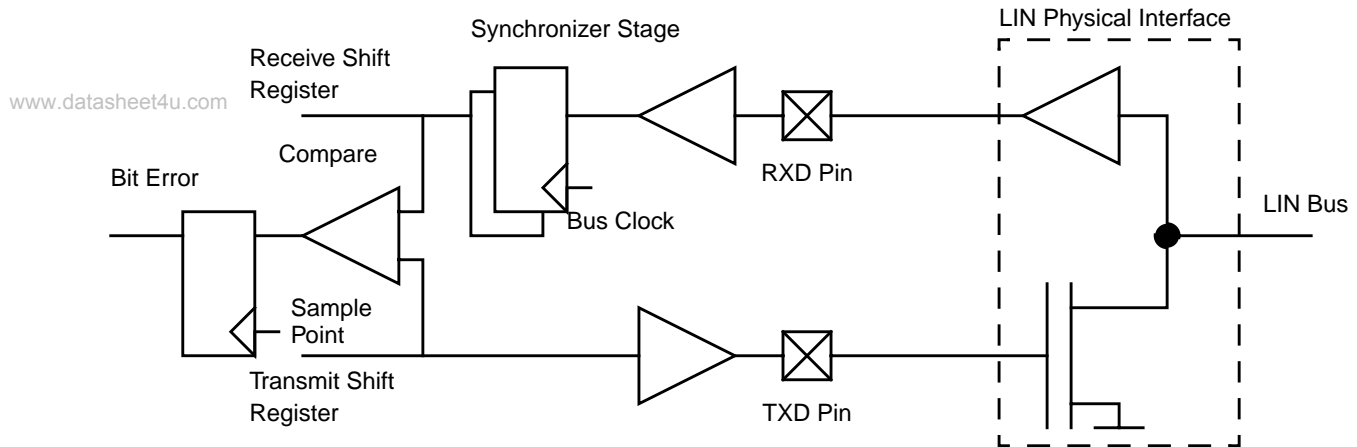 LIN Physical Interface
Synchronizer Stage
Receive Shift
Register
www.datasheet4u.com
Compare
RXD Pin
Bit Error
LIN Bus
Bus Clock
Sample
Point
Transmit Shift
Register
TXD Pin